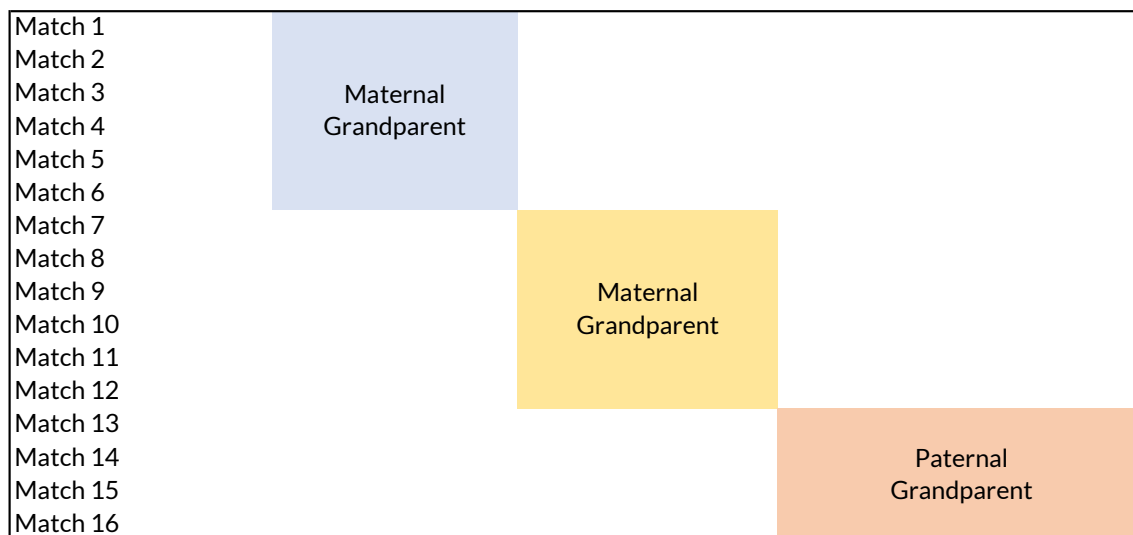 Match 1
Match 2
Match 3
Match 4
Match 5
Match 6
Match 7
Match 8
Match 9
Match 10
Match 11
Match 12
Match 13
Match 14
Match 15
Match 16
Maternal
Grandparent
Maternal
Grandparent
Paternal
Grandparent